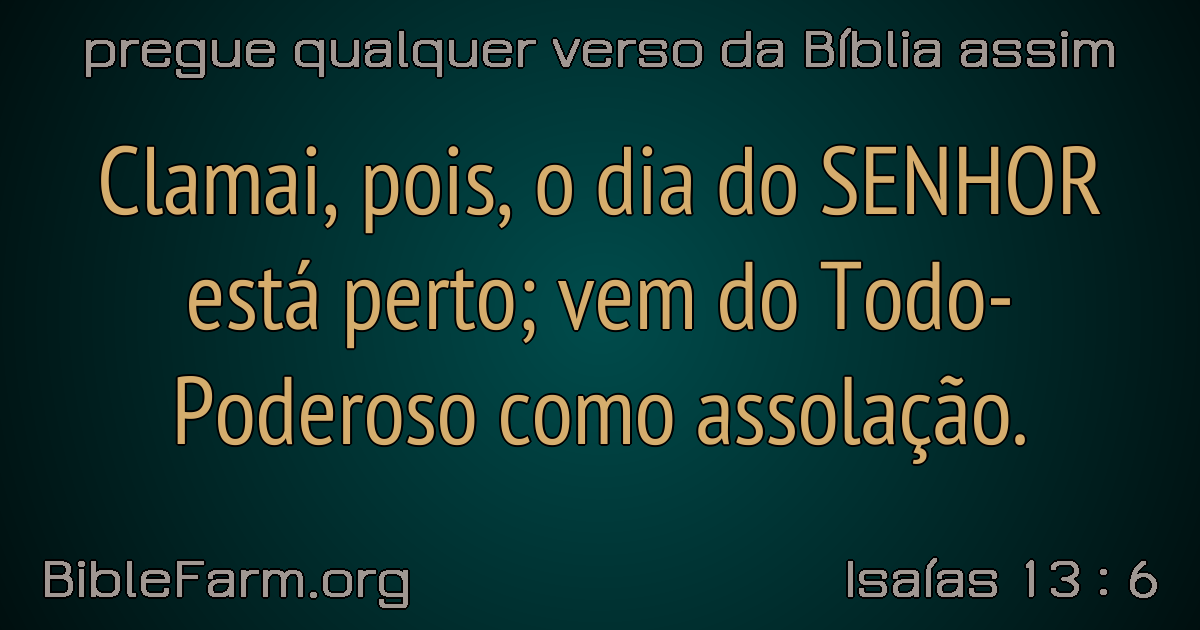 pregue qualquer verso da Bíblia assim
Clamai, pois, o dia do SENHOR
está perto; vem do Todo-
Poderoso como assolação.
BibleFarm.org
Isaías 13 : 6